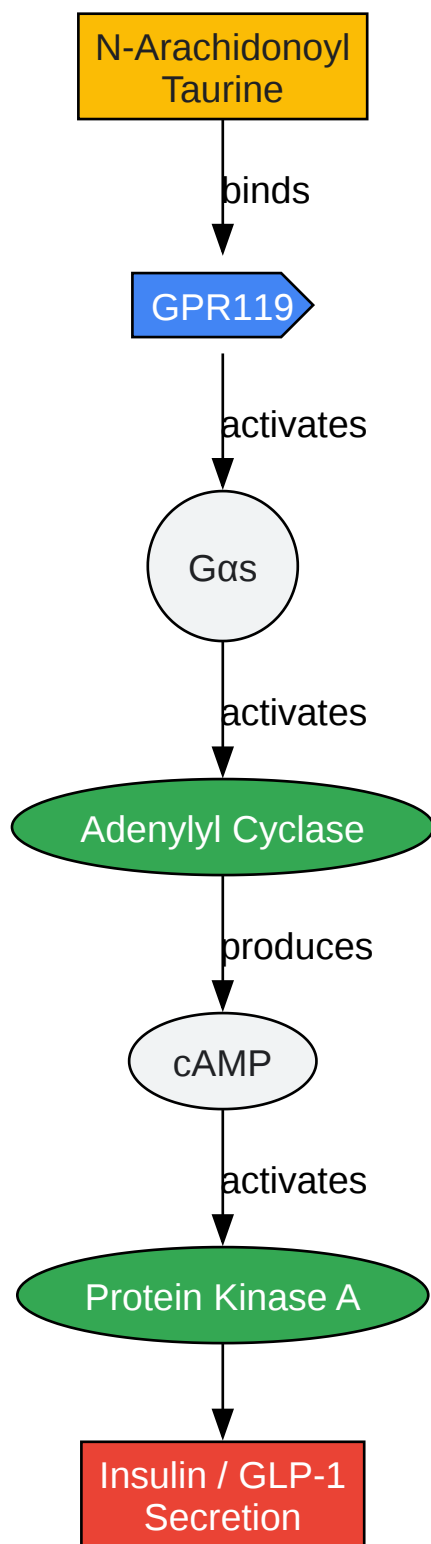 N-Arachidonoyl
Taurine
binds
GPR119
activates
Gαs
activates
Adenylyl Cyclase
produces
cAMP
activates
Protein Kinase A
Insulin / GLP-1
Secretion